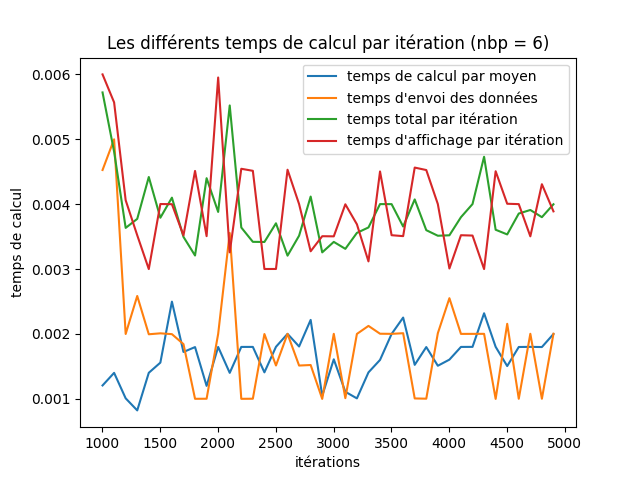 Les différents temps de calcul par itération (nbp = 6)
temps de calcul par moyen
temps d'envoi des données
temps total par itération
temps d'affichage par itération
temps de calcul
0.006
0.005
0.004
0.003
0.002
0.001
1000 1500 2000 2500 3000 3500 4000 4500 5000
itérations